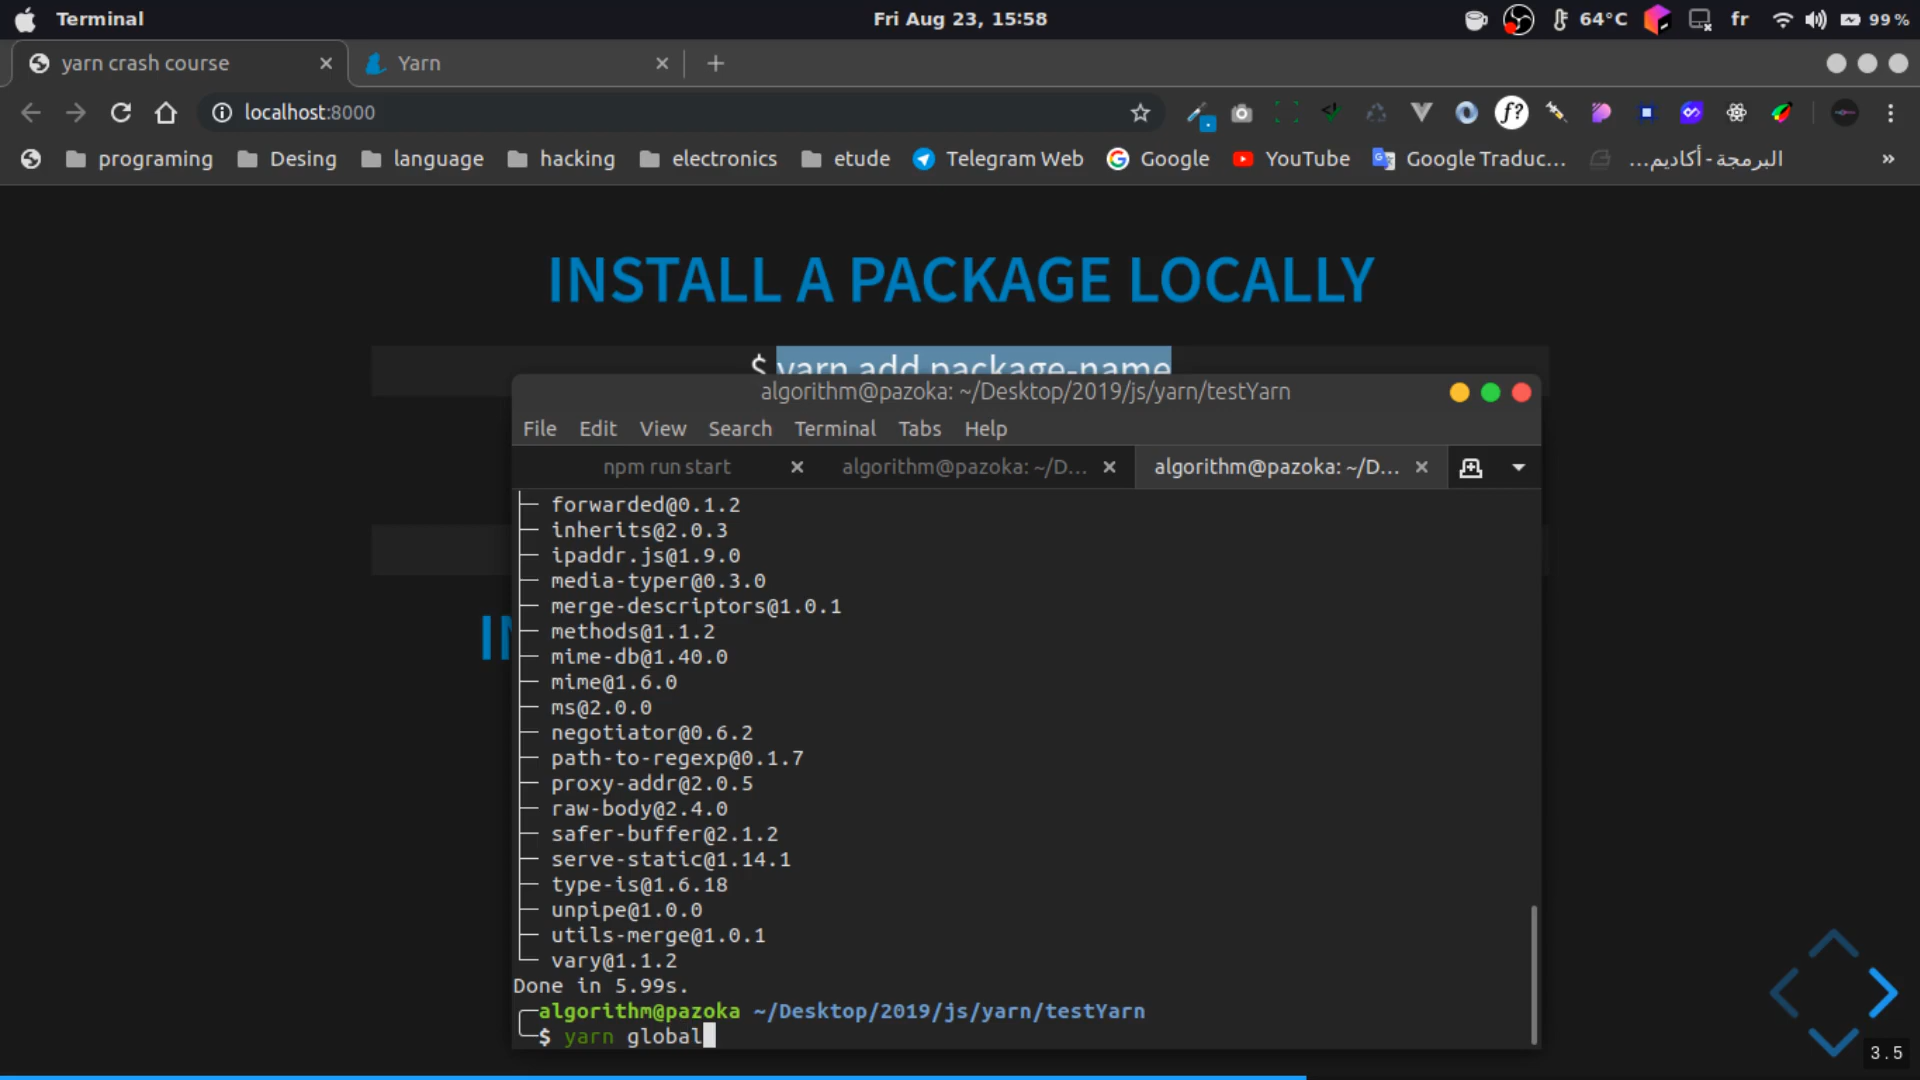 Terminal
Fri Aug 23, 15:58
64°C
fr
99%
yarn crash course
Yarn
localhost:8000
f?
programing
Desing
language
hacking
electronics
etude
Telegram Web
Google
YouTube
Google Traduc...
البرمجة - أكاديم...
»
INSTALL A PACKAGE LOCALLY
$ yarn add package-name
IN
algorithm@pazoka: ~/Desktop/2019/js/yarn/testYarn
File Edit View Search Terminal Tabs Help
npm run start
algorithm@pazoka: ~/D...
algorithm@pazoka: ~/D...
├─ forwarded@0.1.2
├─ inherits@2.0.3
├─ ipaddr.js@1.9.0
├─ media-typer@0.3.0
├─ merge-descriptors@1.0.1
├─ methods@1.1.2
├─ mime-db@1.40.0
├─ mime@1.6.0
├─ ms@2.0.0
├─ negotiator@0.6.2
├─ path-to-regexp@0.1.7
├─ proxy-addr@2.0.5
├─ raw-body@2.4.0
├─ safer-buffer@2.1.2
├─ serve-static@1.14.1
├─ type-is@1.6.18
├─ unpipe@1.0.0
├─ utils-merge@1.0.1
└─ vary@1.1.2
Done in 5.99s.
┌─algorithm@pazoka ~/Desktop/2019/js/yarn/testYarn
└─$ yarn global
3.5